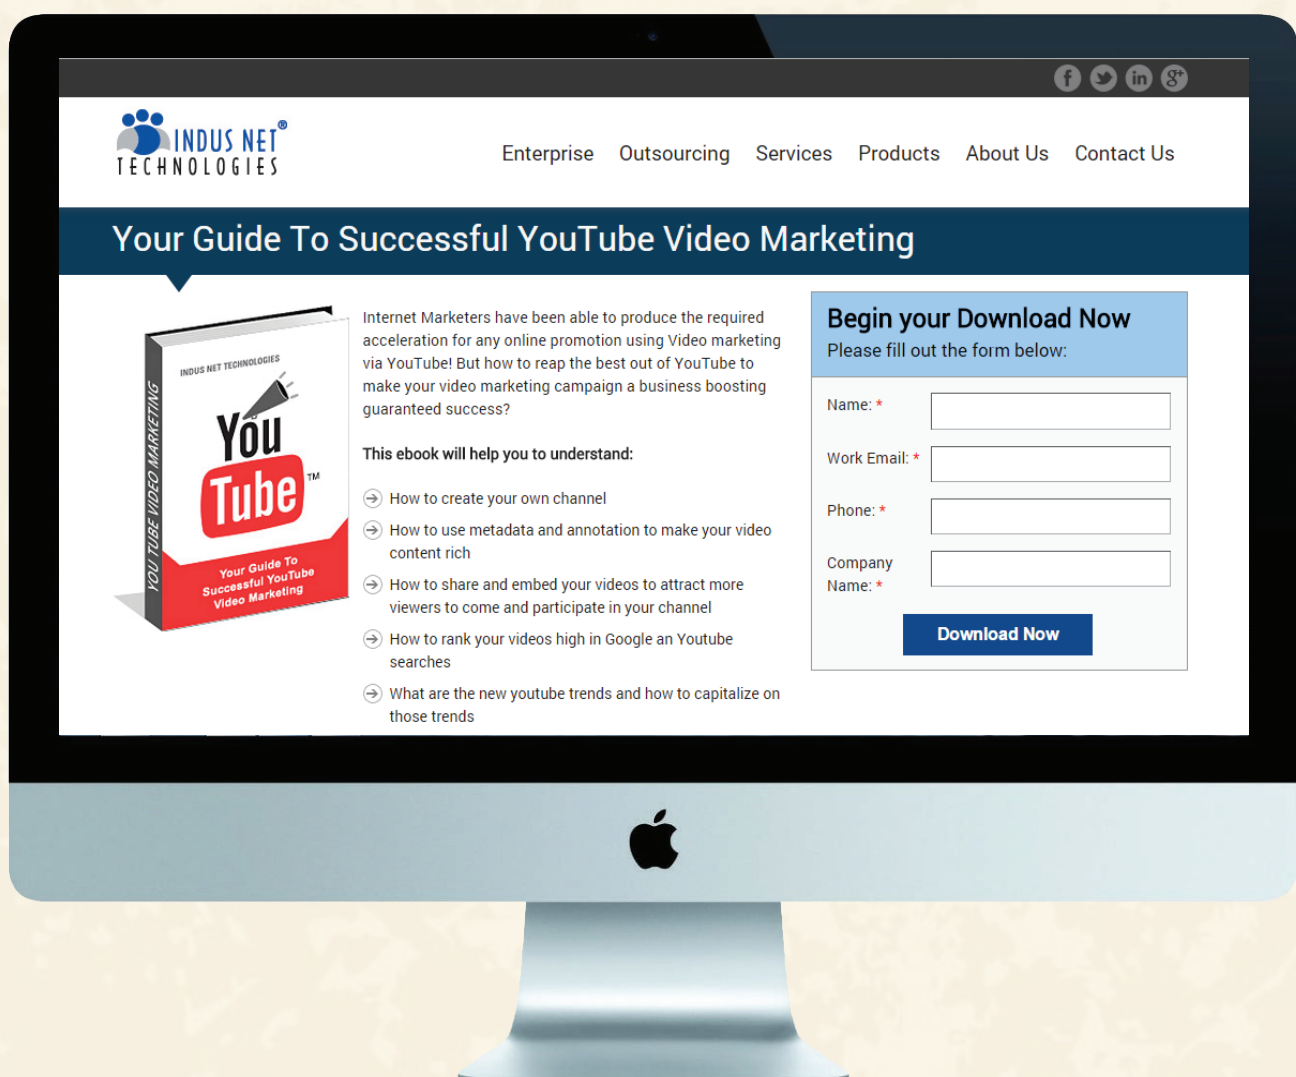 f
in
g+
INDUS NET®
TECHNOLOGIES
Enterprise Outsourcing Services Products About Us Contact Us
Your Guide To Successful YouTube Video Marketing
INDUS NET TECHNOLOGIES
You
Tube™
Your Guide To
Successful YouTube
Video Marketing
YOU TUBE VIDEO MARKETING
Internet Marketers have been able to produce the required
acceleration for any online promotion using Video marketing
via YouTube! But how to reap the best out of YouTube to
make your video marketing campaign a business boosting
guaranteed success?
This ebook will help you to understand:
How to create your own channel
How to use metadata and annotation to make your video
content rich
How to share and embed your videos to attract more
viewers to come and participate in your channel
How to rank your videos high in Google an Youtube
searches
What are the new youtube trends and how to capitalize on
those trends
Begin your Download Now
Please fill out the form below:
Name: *
Work Email: *
Phone: *
Company
Name: *
Download Now